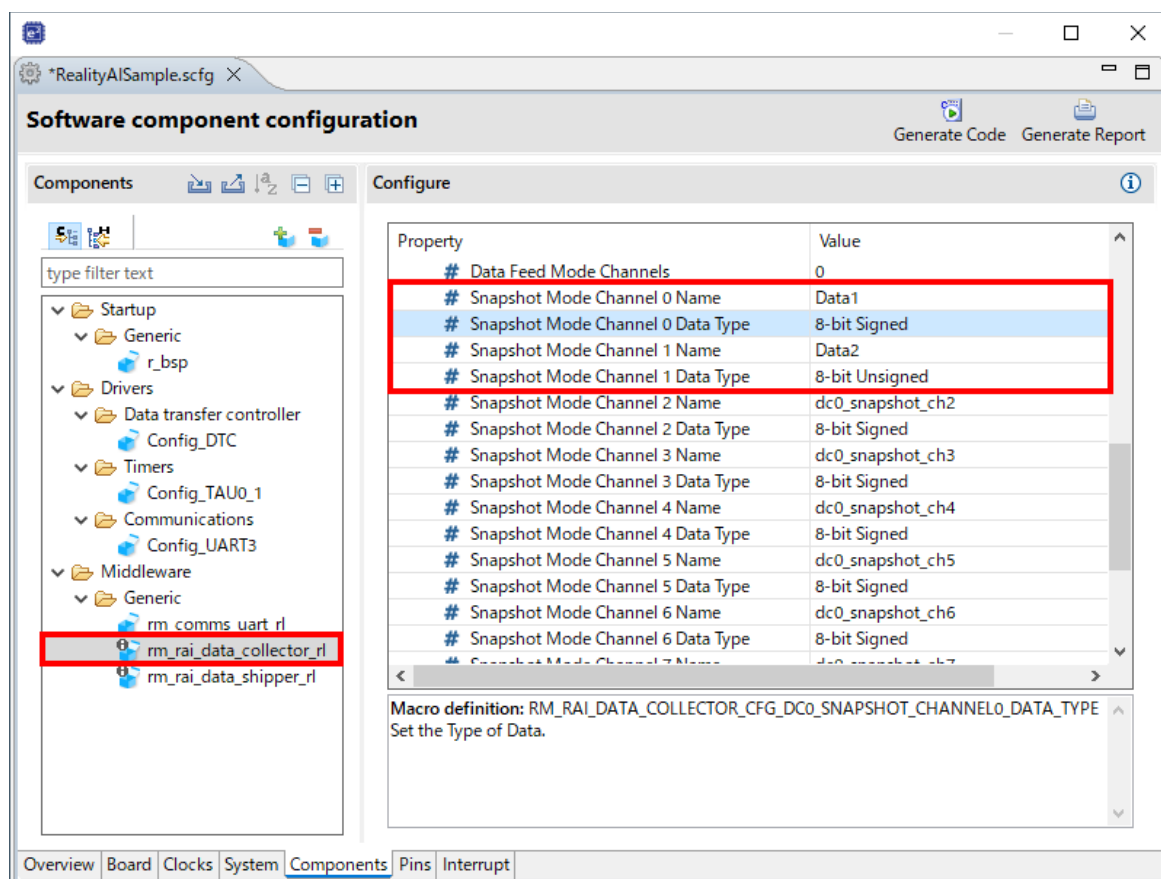 *RealityAISample.scfg
Software component configuration
Generate Code Generate Report
Components
Configure
type filter text
Startup
Generic
r_bsp
Drivers
Data transfer controller
Config_DTC
Timers
Config_TAU0_1
Communications
Config_UART3
Middleware
Generic
rm_comms_uart_rl
rm_rai_data_collector_rl
rm_rai_data_shipper_rl
Property Value
# Data Feed Mode Channels 0
# Snapshot Mode Channel 0 Name Data1
# Snapshot Mode Channel 0 Data Type 8-bit Signed
# Snapshot Mode Channel 1 Name Data2
# Snapshot Mode Channel 1 Data Type 8-bit Unsigned
# Snapshot Mode Channel 2 Name dc0_snapshot_ch2
# Snapshot Mode Channel 2 Data Type 8-bit Signed
# Snapshot Mode Channel 3 Name dc0_snapshot_ch3
# Snapshot Mode Channel 3 Data Type 8-bit Signed
# Snapshot Mode Channel 4 Name dc0_snapshot_ch4
# Snapshot Mode Channel 4 Data Type 8-bit Signed
# Snapshot Mode Channel 5 Name dc0_snapshot_ch5
# Snapshot Mode Channel 5 Data Type 8-bit Signed
# Snapshot Mode Channel 6 Name dc0_snapshot_ch6
# Snapshot Mode Channel 6 Data Type 8-bit Signed
# Snapshot Mode Channel 7 Name dc0_snapshot_ch7
Macro definition: RM_RAI_DATA_COLLECTOR_CFG_DC0_SNAPSHOT_CHANNEL0_DATA_TYPE
Set the Type of Data.
Overview Board Clocks System Components Pins Interrupt